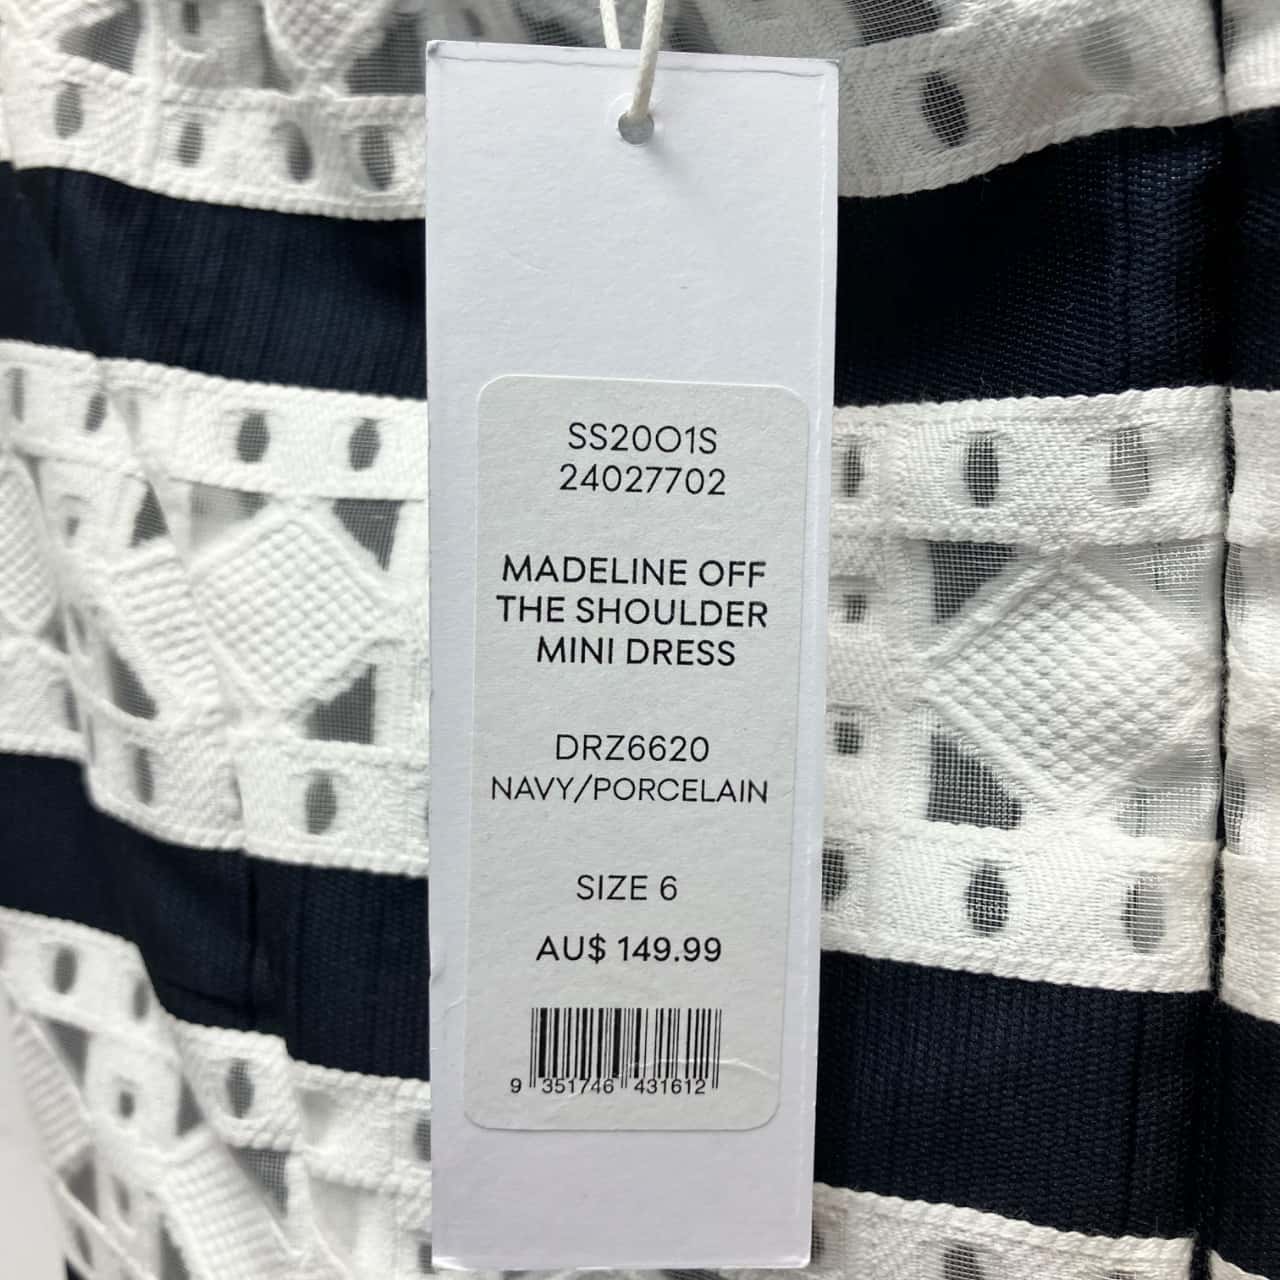 SS20O1S
24027702
MADELINE OFF
THE SHOULDER
MINI DRESS
DRZ6620
NAVY/PORCELAIN
SIZE 6
AU$ 149.99
9 351746 431612